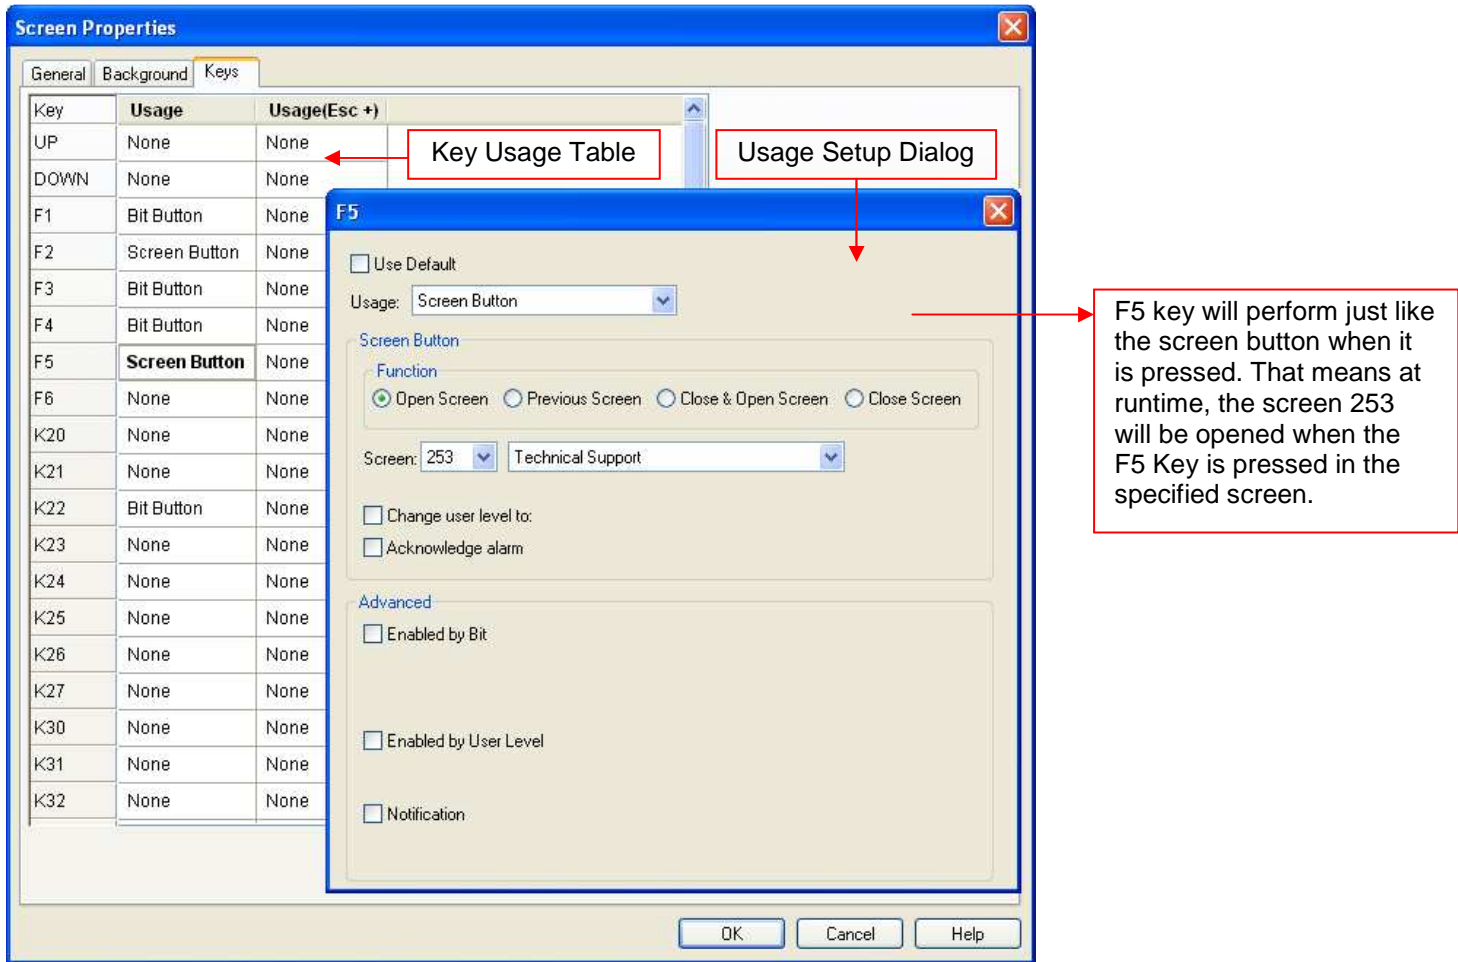 Screen Properties
General Background Keys
Key Usage Usage(Esc +)
UP None None
DOWN None None
F1 Bit Button None
F2 Screen Button None
F3 Bit Button None
F4 Bit Button None
F5 Screen Button None
F6 None None
K20 None None
K21 None None
K22 Bit Button None
K23 None None
K24 None None
K25 None None
K26 None None
K27 None None
K30 None None
K31 None None
K32 None None
Key Usage Table
Usage Setup Dialog
F5
Use Default
Usage: Screen Button
Screen Button
Function
Open Screen Previous Screen Close & Open Screen Close Screen
Screen: 253 Technical Support
Change user level to:
Acknowledge alarm
Advanced
Enabled by Bit
Enabled by User Level
Notification
OK Cancel Help
F5 key will perform just like
the screen button when it
is pressed. That means at
runtime, the screen 253
will be opened when the
F5 Key is pressed in the
specified screen.